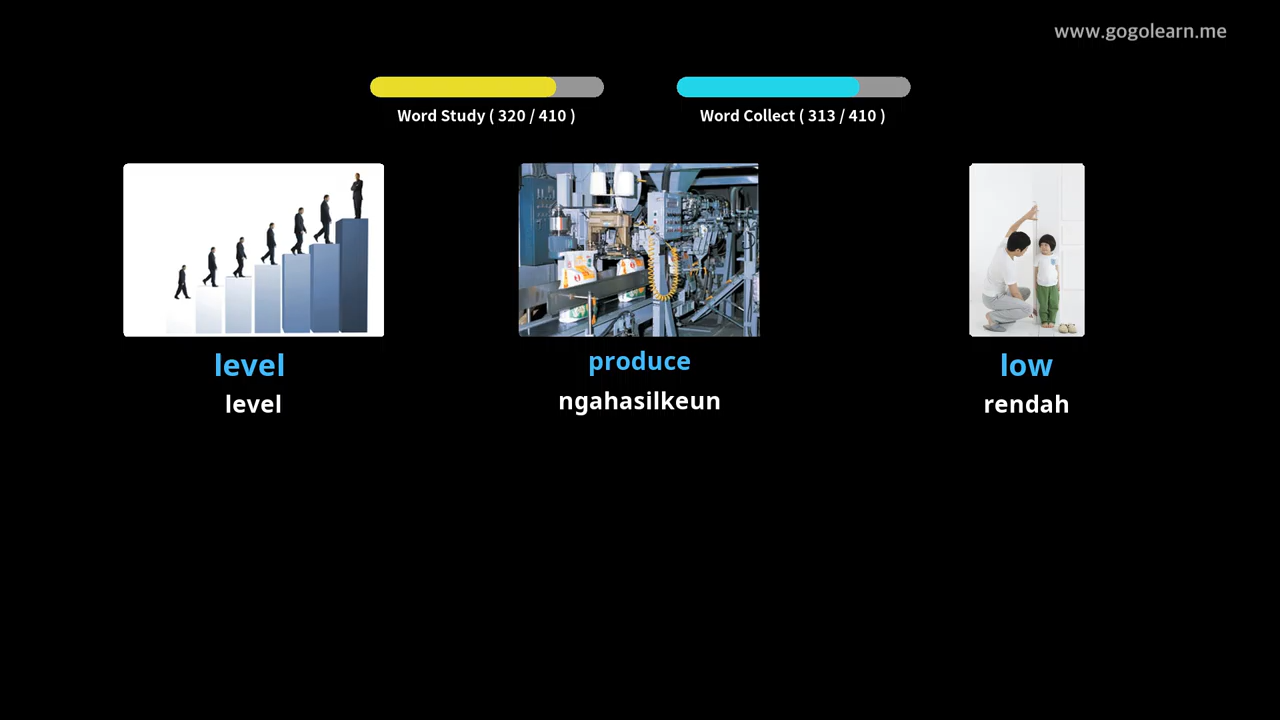 www.gogolearn.me
Word Study ( 320 / 410 )
Word Collect ( 313 / 410 )
level
level
produce
ngahasilkeun
low
rendah